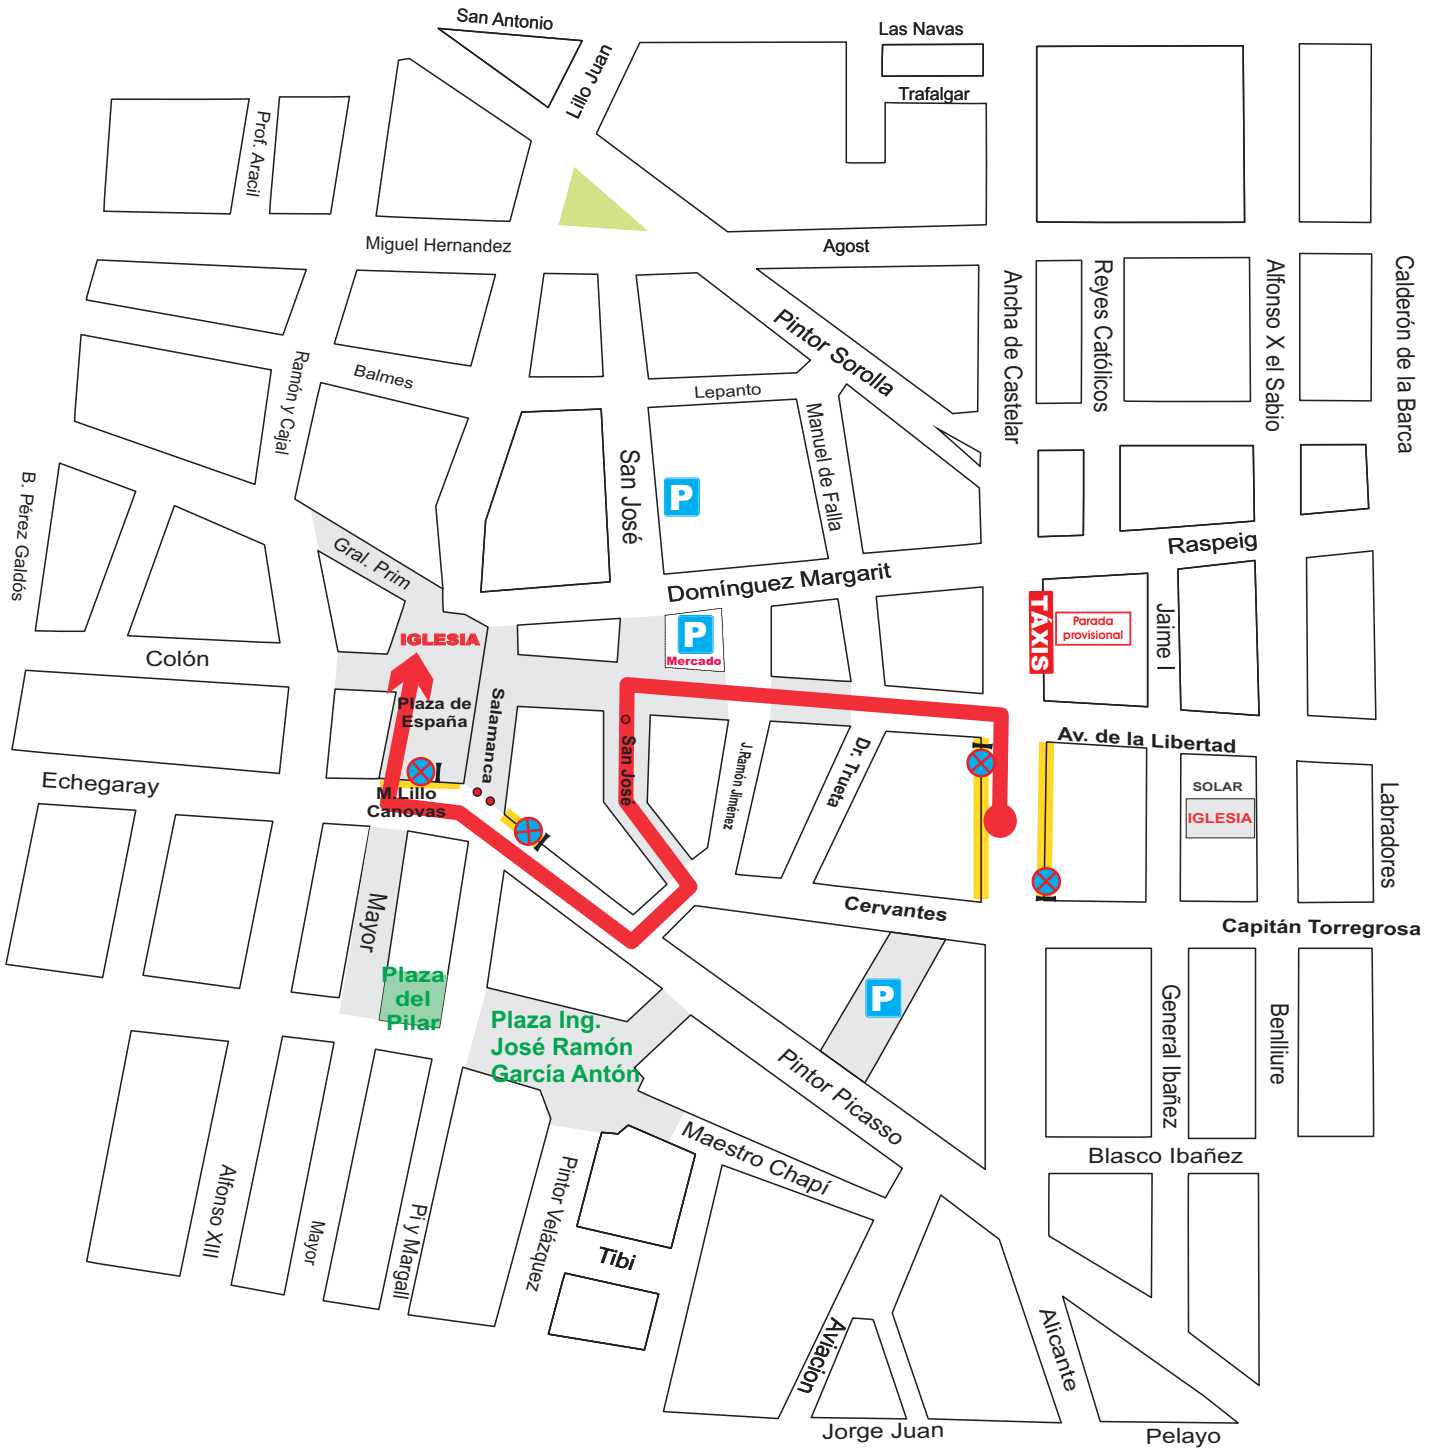 San Antonio
Las Navas
Lillo Juan
Trafalgar
Prof. Aracil
Miguel Hernandez
Agost
Ancha de Castelar
Reyes Católicos
Alfonso X el Sabio
Calderón de la Barca
Pintor Sorolla
Ramón y Cajal
Balmes
Lepanto
Manuel de Falla
San José
P
B. Pérez Galdós
Gral. Prim
Raspeig
Domínguez Margarit
TÁXIS
Parada
provisional
Jaime I
P
Mercado
IGLESIA
Colón
Plaza de
España
Salamanca
San José
J.Ramón Jiménez
Dr. Trueta
Av. de la Libertad
Echegaray
M.Lillo
Canovas
SOLAR
IGLESIA
Labradores
Mayor
Cervantes
Capitán Torregrosa
Plaza
del
Pilar
P
Plaza Ing.
José Ramón
García Antón
General Ibañez
Benlliure
Pintor Picasso
Maestro Chapí
Blasco Ibañez
Alfonso XIII
Mayor
Pi y Margall
Pintor Velázquez
Tibi
Aviacion
Alicante
Jorge Juan
Pelayo